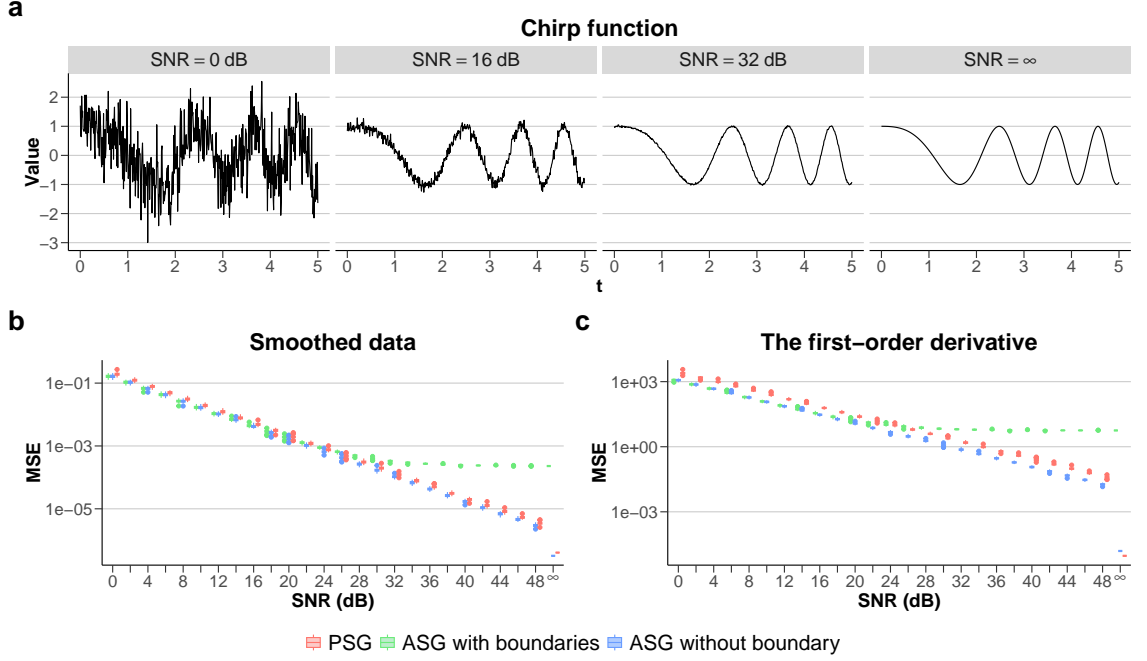 a
Chirp function
SNR = 0 dB SNR = 16 dB SNR = 32 dB SNR = ∞
Value
2
1
0
−1
−2
−3
0 1 2 3 4 5 0 1 2 3 4 5 0 1 2 3 4 5 0 1 2 3 4 5
t
b
Smoothed data
MSE
1e−01
1e−03
1e−05
0 4 8 12 16 20 24 28 32 36 40 44 48 ∞
SNR (dB)
c
The first−order derivative
MSE
1e+03
1e+00
1e−03
0 4 8 12 16 20 24 28 32 36 40 44 48 ∞
SNR (dB)
PSG ASG with boundaries ASG without boundary